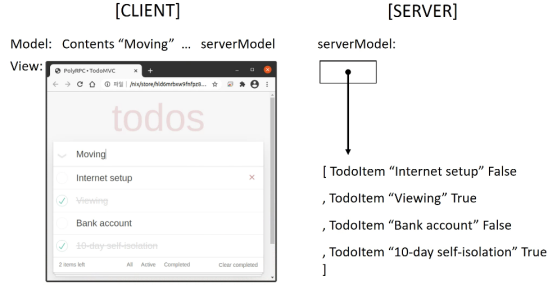 [CLIENT]
Model: Contents “Moving” ... serverModel
View:
PolyRPC • TodoMVC
파일
todos
Moving
Internet setup
Viewing
Bank account
10-day self-isolation
2 items left All Active Completed Clear completed
[SERVER]
serverModel:
[ TodoItem “Internet setup” False
, TodoItem “Viewing” True
, TodoItem “Bank account” False
, TodoItem “10-day self-isolation” True
]